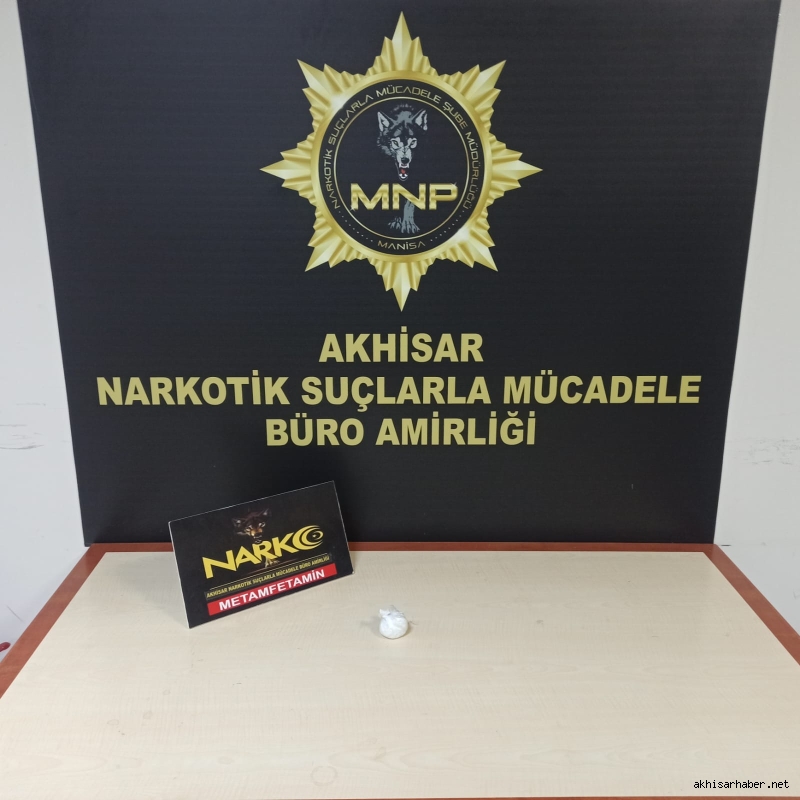 NARKOTİK SUÇLARLA MÜCADELE ŞUBE MÜDÜRLÜĞÜ
MNP
MANİSA
AKHİSAR
NARKOTİK SUÇLARLA MÜCADELE
BÜRO AMİRLİĞİ
NARKO
AKHİSAR NARKOTİK SUÇLARLA MÜCADELE BÜRO AMİRLİĞİ
METAMFETAMİN
akhisarhaber.net